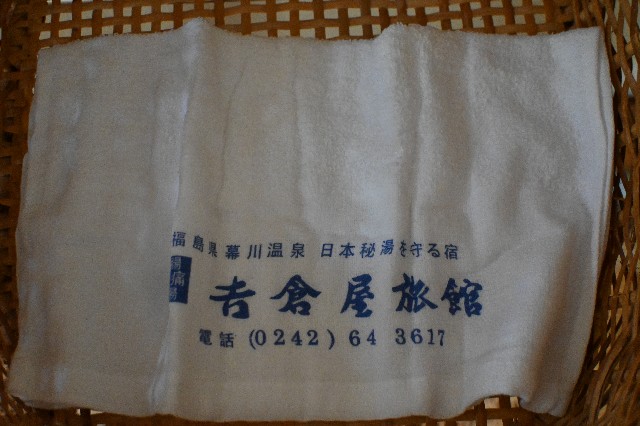 福島県幕川温泉 日本秘湯を守る宿
吉倉屋旅館
電話 (0242) 64 3617